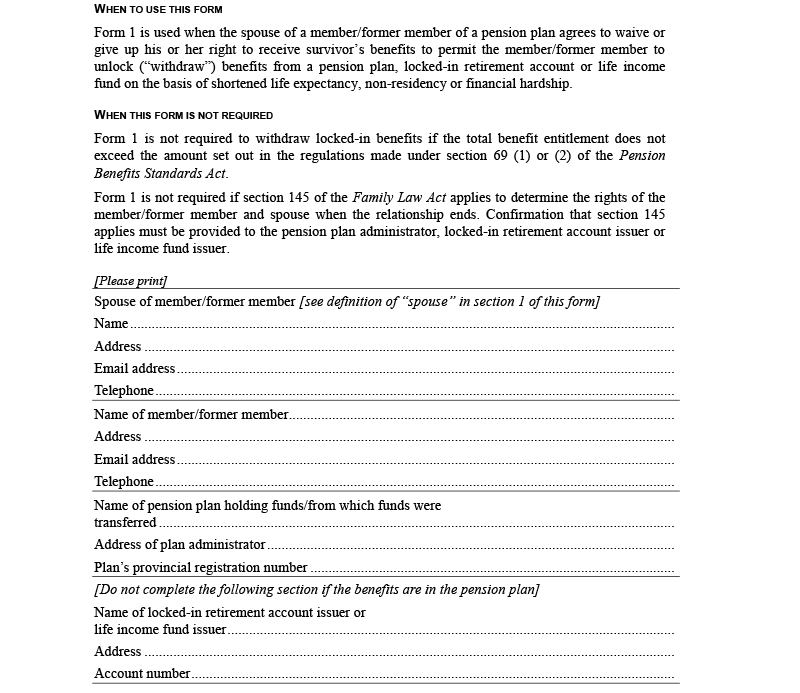 WHEN TO USE THIS FORM
Form 1 is used when the spouse of a member/former member of a pension plan agrees to waive or
give up his or her right to receive survivor's benefits to permit the member/former member to
unlock (“withdraw”) benefits from a pension plan, locked-in retirement account or life income
fund on the basis of shortened life expectancy, non-residency or financial hardship.
WHEN THIS FORM IS NOT REQUIRED
Form 1 is not required to withdraw locked-in benefits if the total benefit entitlement does not
exceed the amount set out in the regulations made under section 69 (1) or (2) of the Pension
Benefits Standards Act.
Form 1 is not required if section 145 of the Family Law Act applies to determine the rights of the
member/former member and spouse when the relationship ends. Confirmation that section 145
applies must be provided to the pension plan administrator, locked-in retirement account issuer or
life income fund issuer.
[Please print]
Spouse of member/former member [see definition of “spouse” in section 1 of this form]
Name
Address
Email address
Telephone
Name of member/former member
Address
Email address
Telephone
Name of pension plan holding funds/from which funds were
transferred
Address of plan administrator
Plan's provincial registration number
[Do not complete the following section if the benefits are in the pension plan]
Name of locked-in retirement account issuer or
life income fund issuer
Address
Account number